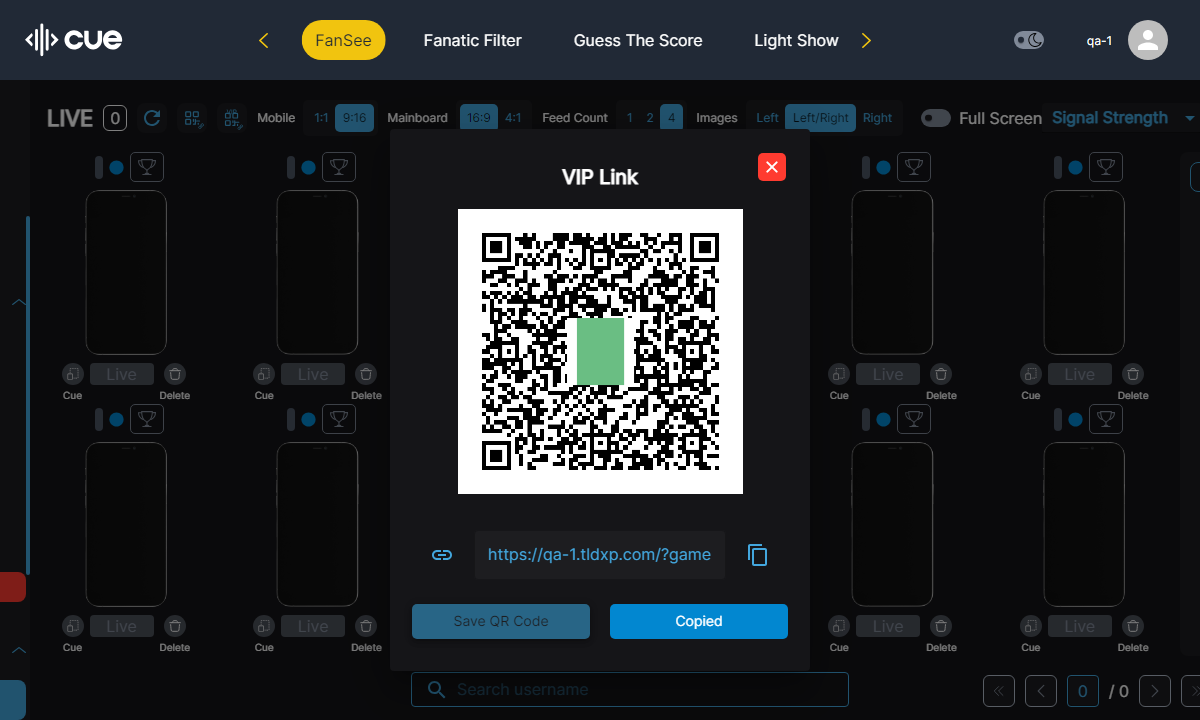 cue
FanSee
Fanatic Filter
Guess The Score
Light Show
qa-1
LIVE 0
Mobile 1:1 9:16
Mainboard 16:9 4:1
Feed Count 1 2 4
Images Left Left/Right Right
Full Screen
Signal Strength
VIP Link
https://qa-1.tldxp.com/?game
Save QR Code
Copied
Cue Live Delete
Cue Live Delete
Cue Live Delete
Cue Live Delete
Cue Live Delete
Cue Live Delete
Cue Live Delete
Cue Live Delete
Search username
0 / 0